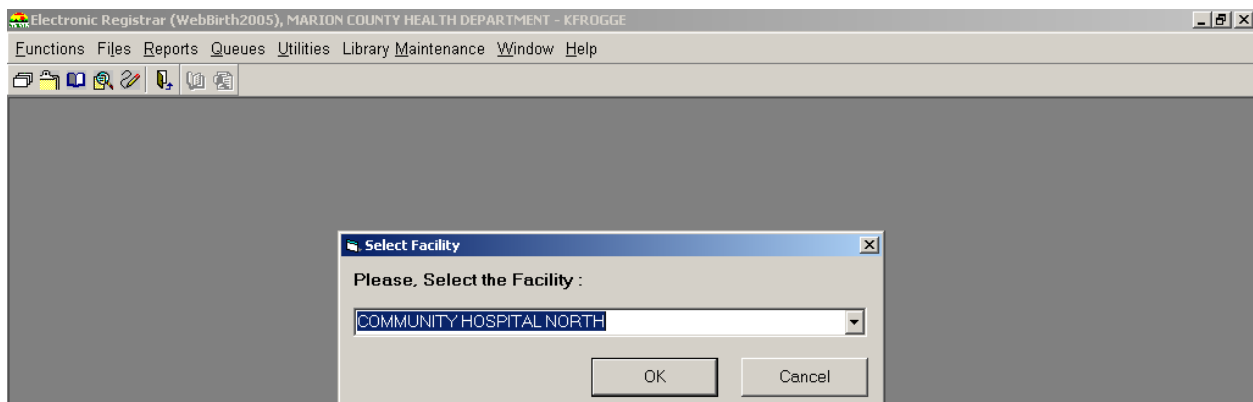 Electronic Registrar (WebBirth2005), MARION COUNTY HEALTH DEPARTMENT - KFROGGE
Functions Files Reports Queues Utilities Library Maintenance Window Help
Select Facility
Please, Select the Facility :
COMMUNITY HOSPITAL NORTH
OK Cancel